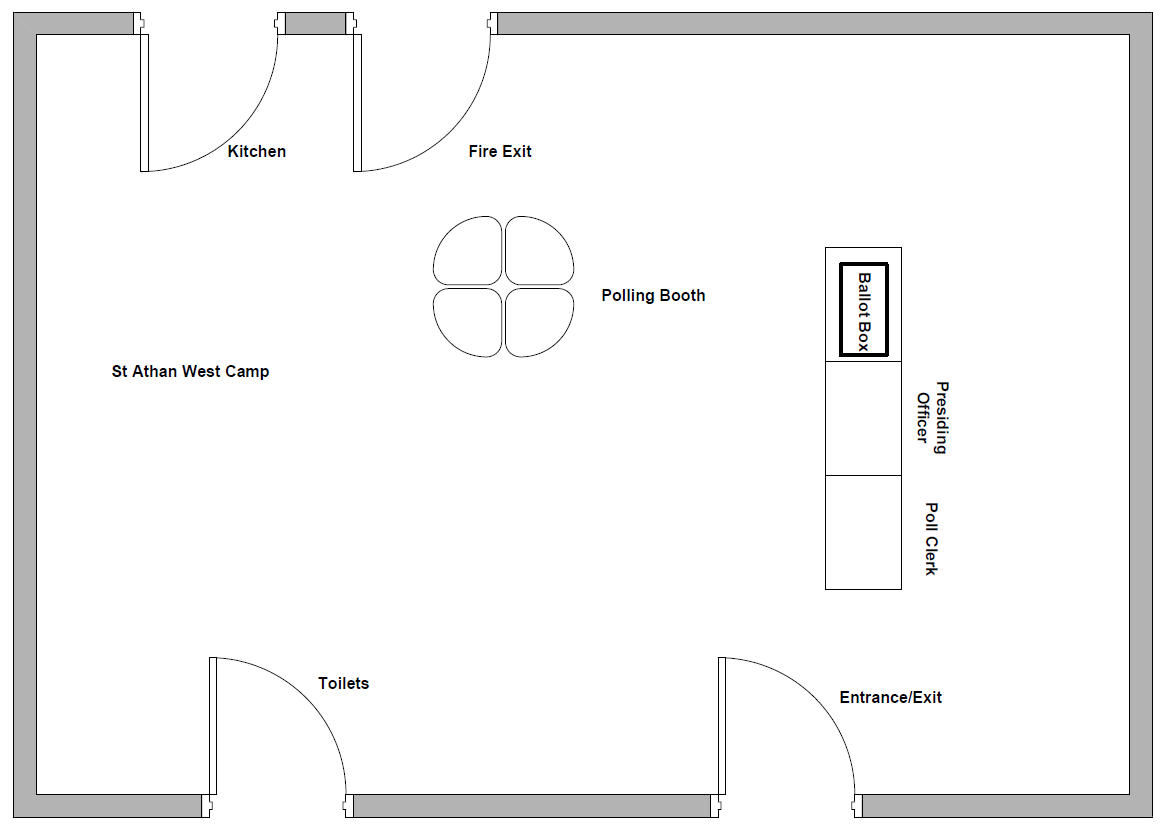 Kitchen
Fire Exit
Polling Booth
Ballot Box
St Athan West Camp
Presiding
Officer
Poll Clerk
Toilets
Entrance/Exit